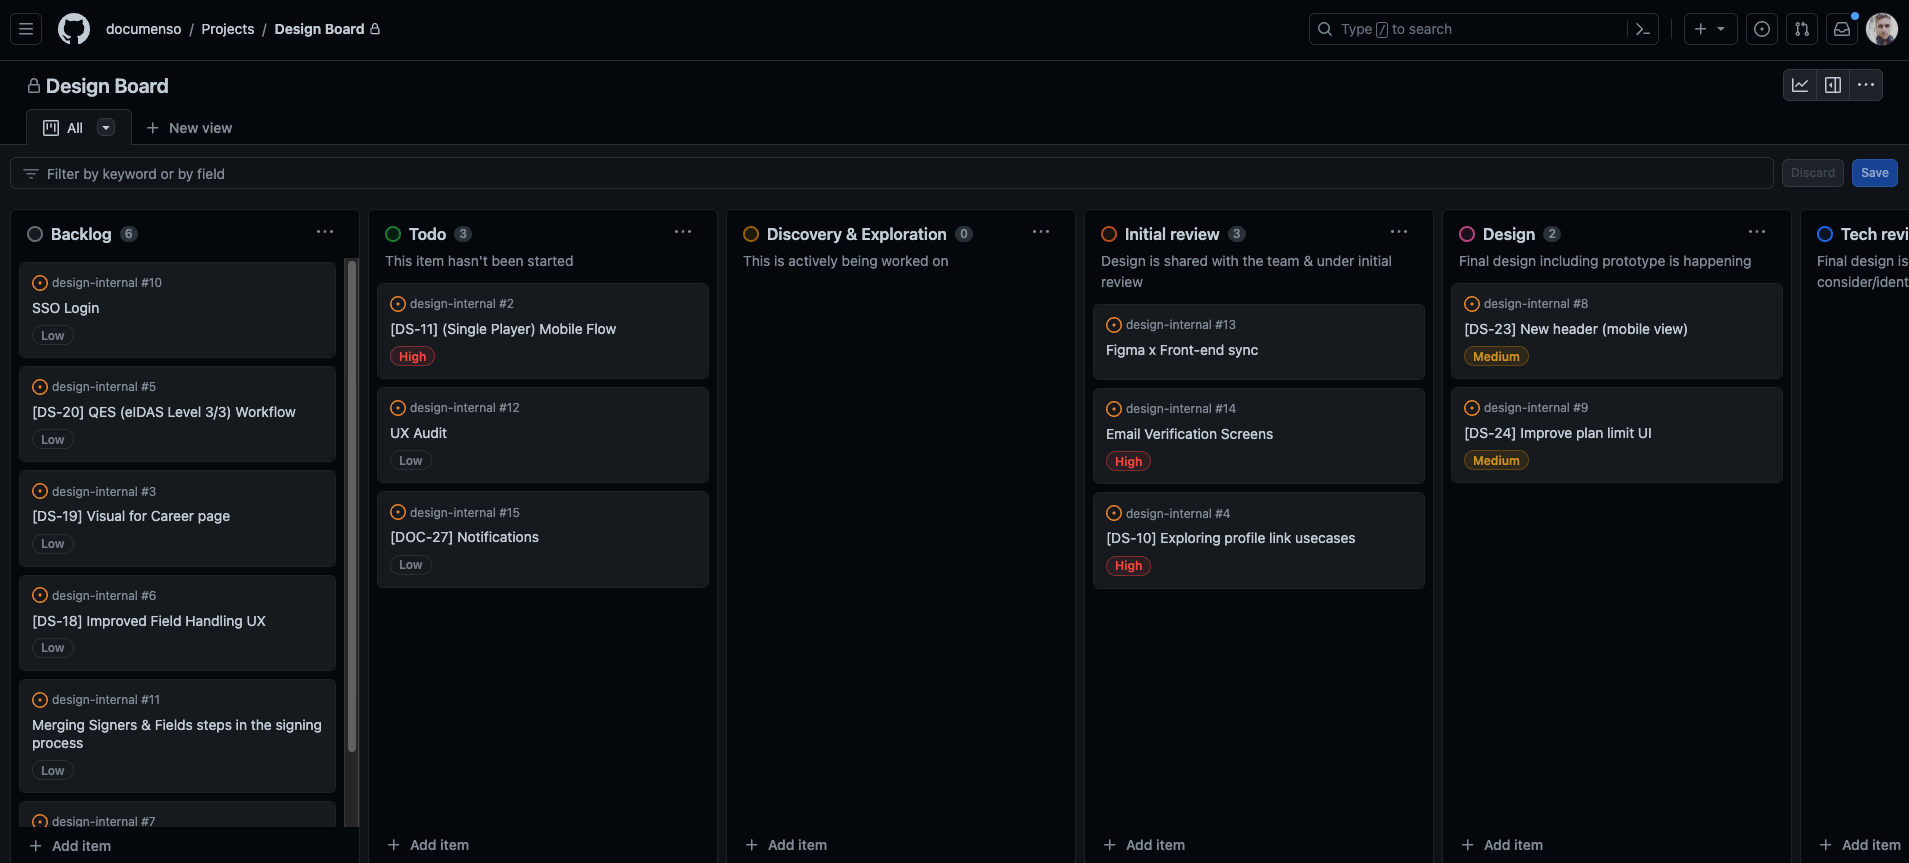 documenso / Projects / Design Board
Type / to search
Design Board
All
New view
Filter by keyword or by field
Discard
Save
Backlog 6
design-internal #10
SSO Login
Low
design-internal #5
[DS-20] QES (eIDAS Level 3/3) Workflow
Low
design-internal #3
[DS-19] Visual for Career page
Low
design-internal #6
[DS-18] Improved Field Handling UX
Low
design-internal #11
Merging Signers & Fields steps in the signing
process
Low
design-internal #7
Add item
Todo 3
This item hasn't been started
design-internal #2
[DS-11] (Single Player) Mobile Flow
High
design-internal #12
UX Audit
Low
design-internal #15
[DOC-27] Notifications
Low
Add item
Discovery & Exploration 0
This is actively being worked on
Add item
Initial review 3
Design is shared with the team & under initial
review
design-internal #13
Figma x Front-end sync
design-internal #14
Email Verification Screens
High
design-internal #4
[DS-10] Exploring profile link usecases
High
Add item
Design 2
Final design including prototype is happening
design-internal #8
[DS-23] New header (mobile view)
Medium
design-internal #9
[DS-24] Improve plan limit UI
Medium
Add item
Tech revi
Final design is
consider/ident
Add item